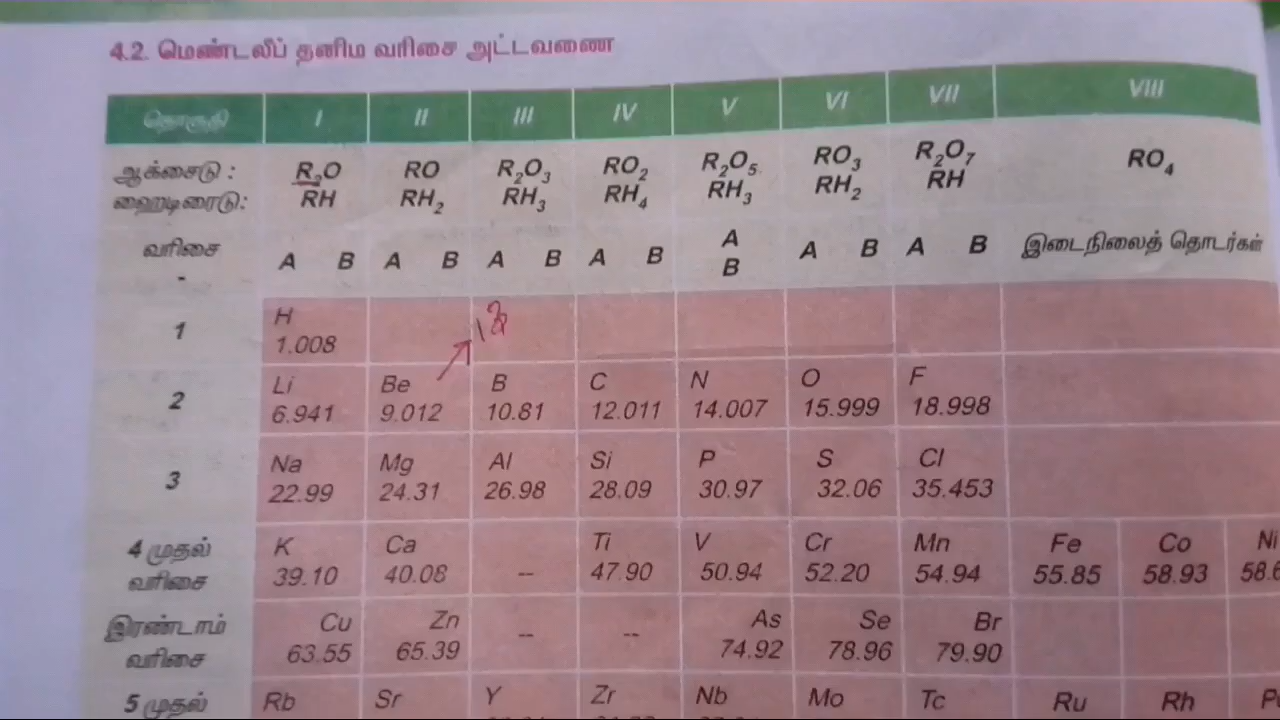 4.2. மெண்டலீப் தனிம வரிசை அட்டவணை
தொகுதி I II III IV V VI VII VIII
ஆக்சைடு : R₂O RO R₂O₃ RO₂ R₂O₅ RO₃ R₂O₇ RO₄
ஹைடிரைடு: RH RH₂ RH₃ RH₄ RH₃ RH₂ RH
வரிசை A B A B A B A B A B A B A B இடைநிலைத் தொடர்கள்
-
1 H
1.008
2 Li Be B C N O F
6.941 9.012 10.81 12.011 14.007 15.999 18.998
3 Na Mg Al Si P S Cl
22.99 24.31 26.98 28.09 30.97 32.06 35.453
4 முதல் K Ca Ti V Cr Mn Fe Co Ni
வரிசை 39.10 40.08 -- 47.90 50.94 52.20 54.94 55.85 58.93 58.6
இரண்டாம் Cu Zn -- -- As Se Br
வரிசை 63.55 65.39 74.92 78.96 79.90
5 முதல் Rb Sr Y Zr Nb Mo Tc Ru Rh